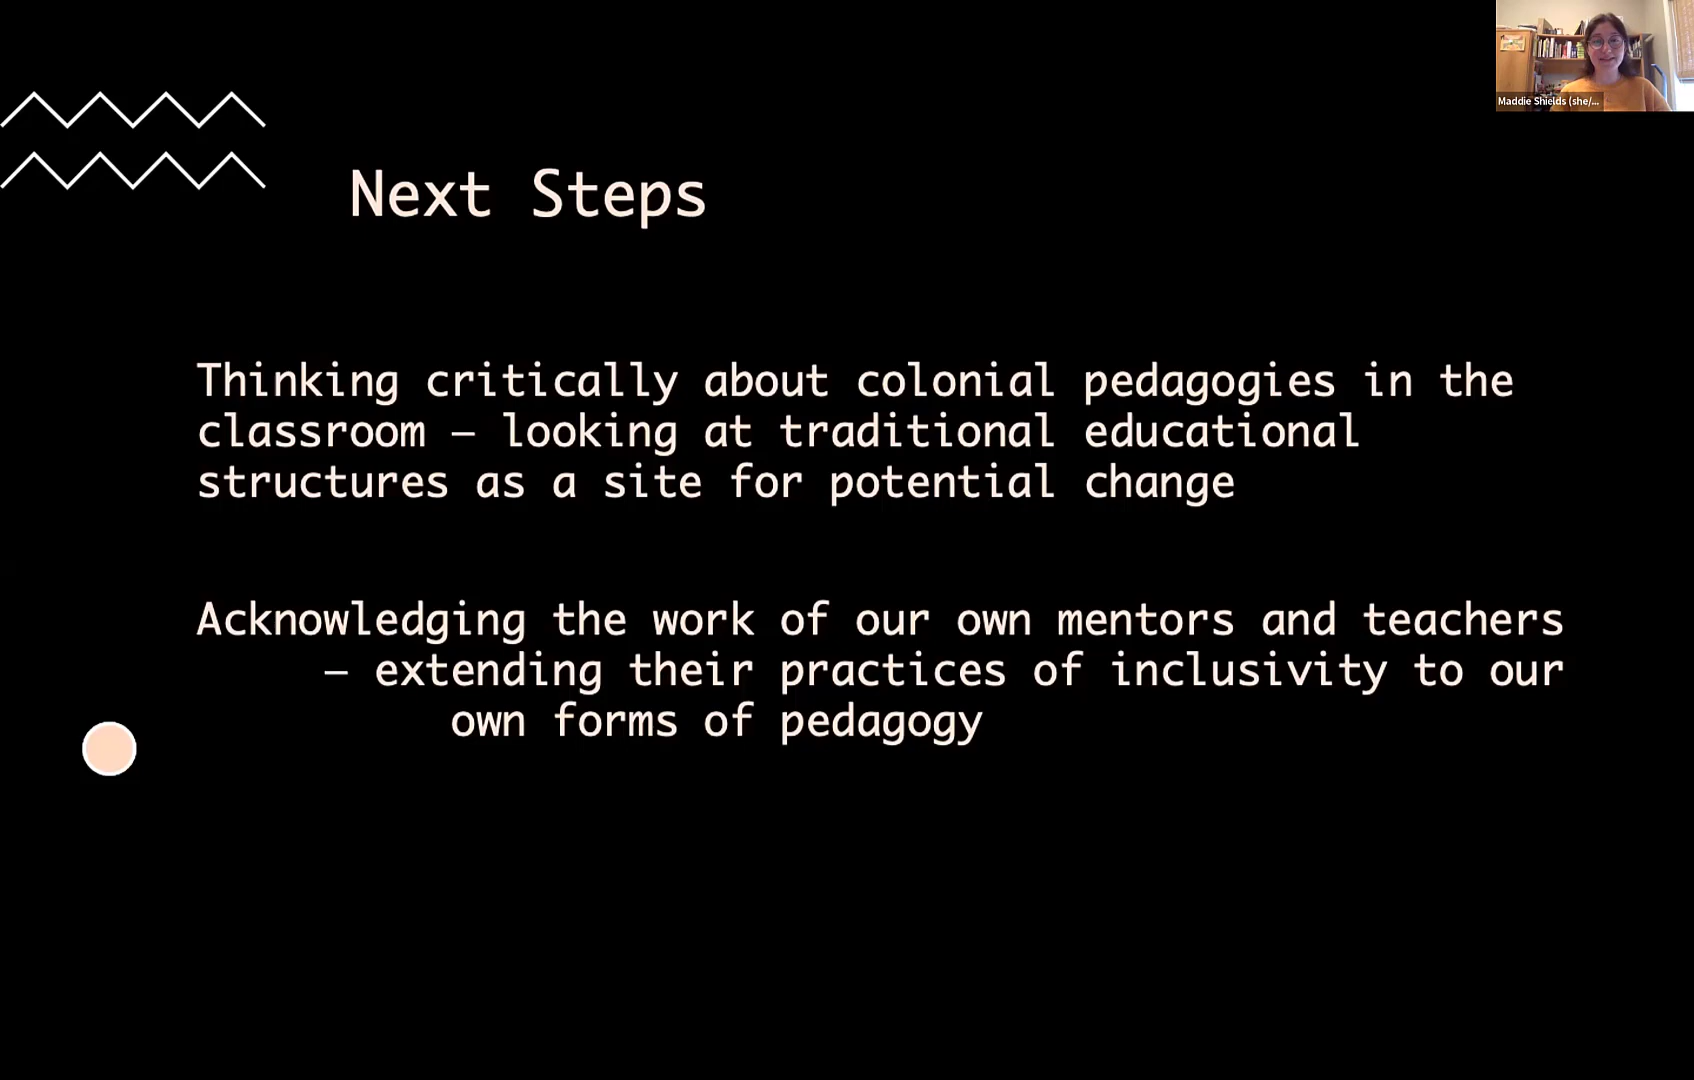 Maddie Shields (she/...
Next Steps
Thinking critically about colonial pedagogies in the
classroom – looking at traditional educational
structures as a site for potential change
Acknowledging the work of our own mentors and teachers
– extending their practices of inclusivity to our
own forms of pedagogy